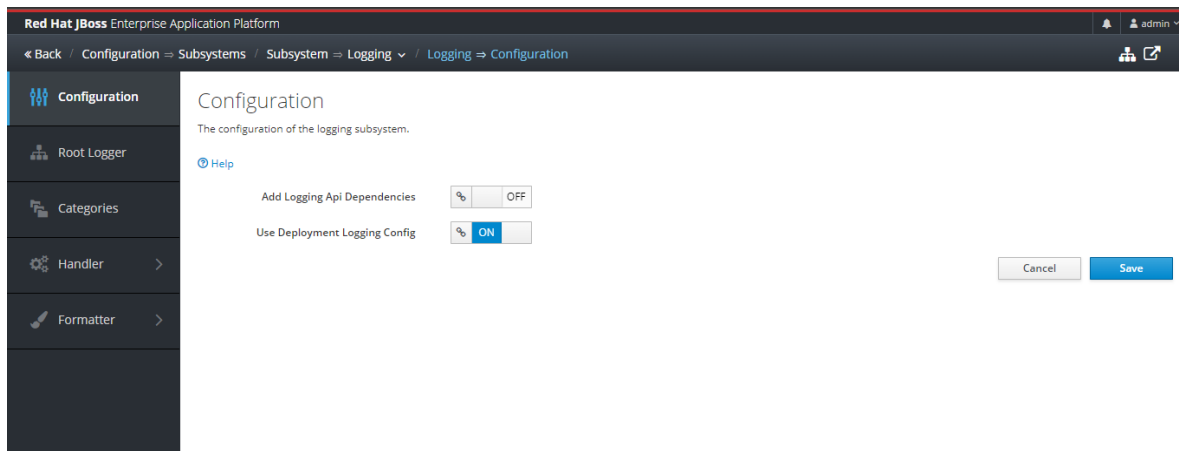 Red Hat JBoss Enterprise Application Platform
admin
« Back / Configuration ⇒ Subsystems / Subsystem ⇒ Logging / Logging ⇒ Configuration
Configuration
Root Logger
Categories
Handler
Formatter
Configuration
The configuration of the logging subsystem.
Help
Add Logging Api Dependencies OFF
Use Deployment Logging Config ON
Cancel Save